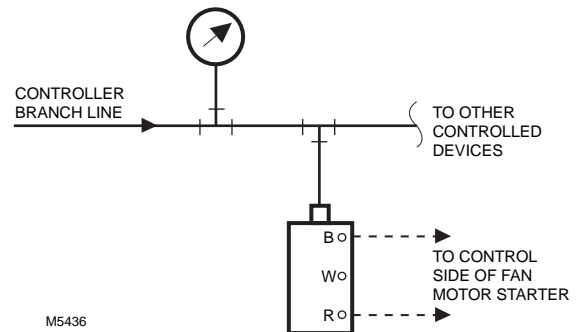 CONTROLLER
BRANCH LINE
TO OTHER
CONTROLLED
DEVICES
B
W
R
TO CONTROL
SIDE OF FAN
MOTOR STARTER
M5436